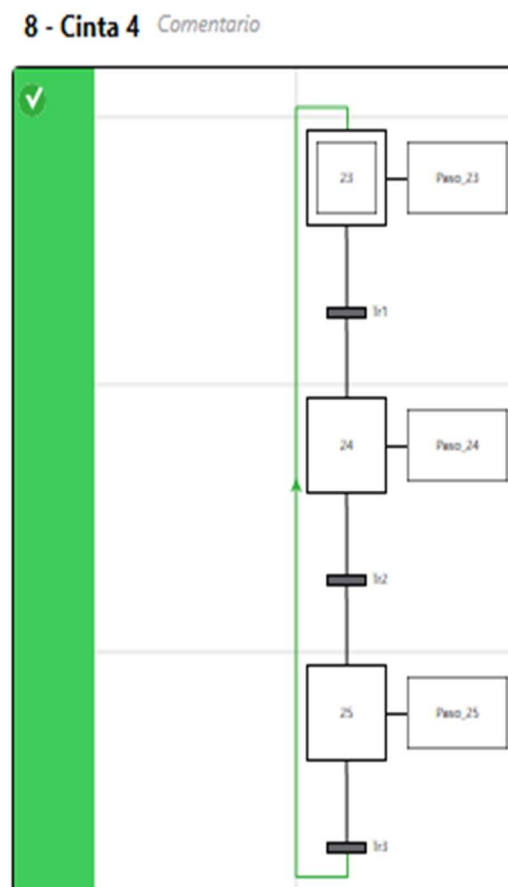 8 - Cinta 4 Comentario
23 Paso_23
Tr1
24 Paso_24
Tr2
25 Paso_25
Tr3